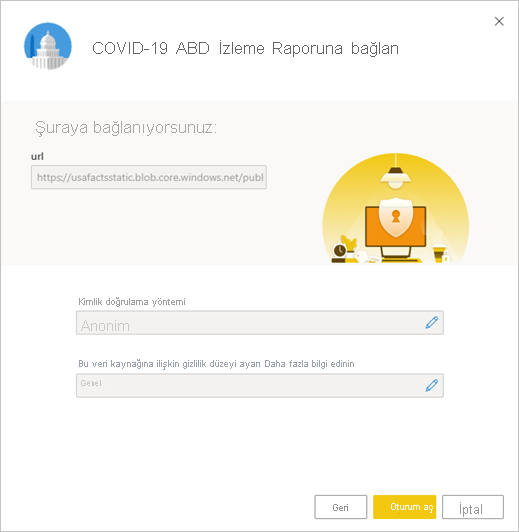 COVID-19 ABD İzleme Raporuna bağlan
Şuraya bağlanıyorsunuz:
url
https://usafactsstatic.blob.core.windows.net/publ
Kimlik doğrulama yöntemi
Anonim
Bu veri kaynağına ilişkin gizlilik düzeyi ayarı Daha fazla bilgi edinin
Genel
Geri
Oturum aç
İptal